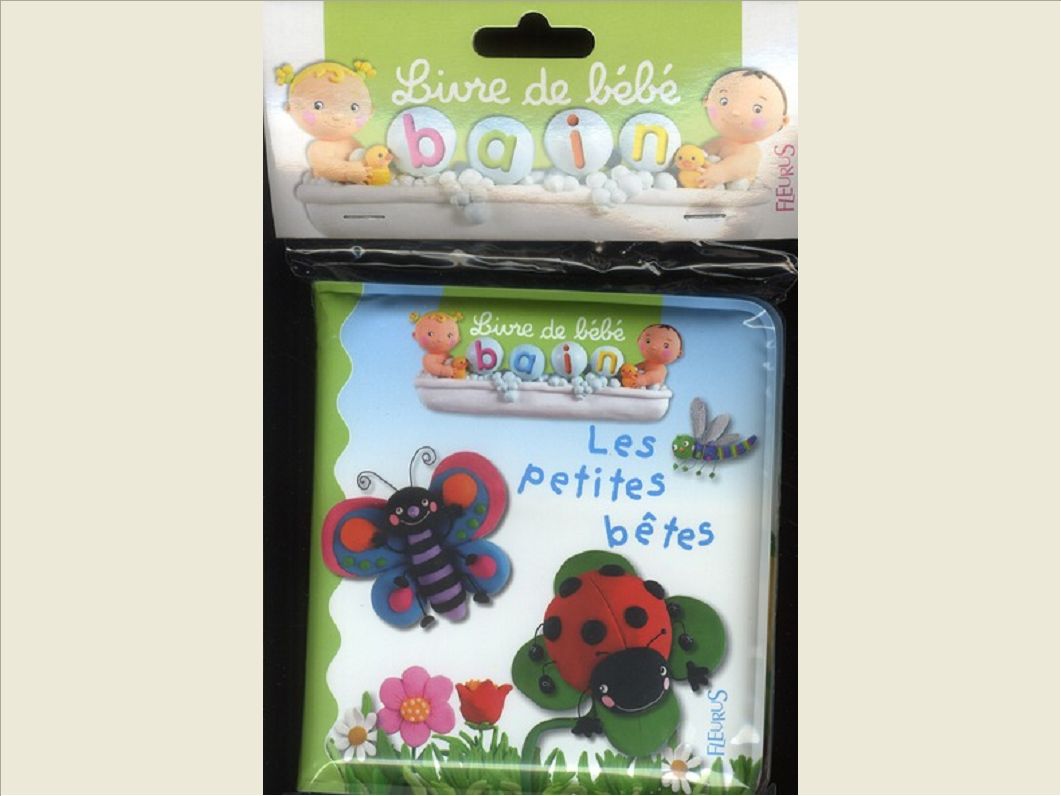 Livre de bébé
bain
FLEURUS
Livre de bébé
bain
Les
petites
bêtes
FLEURUS